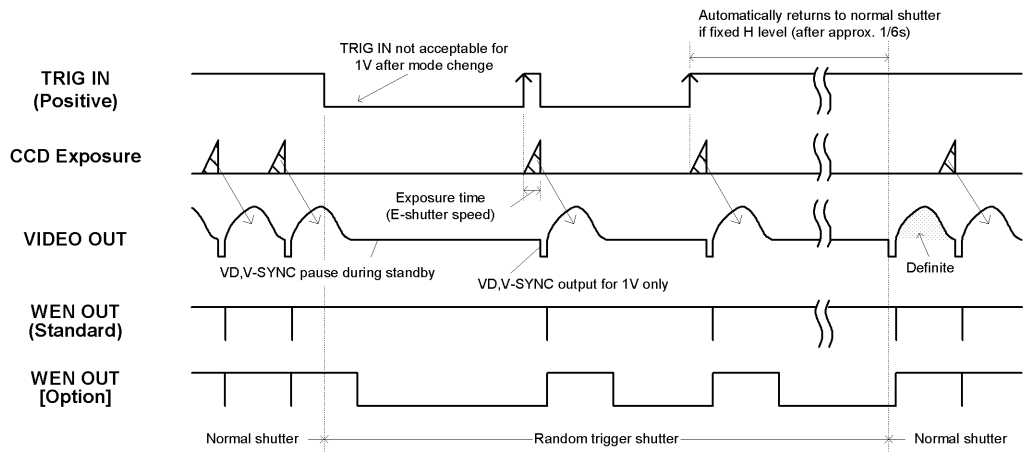 Automatically returns to normal shutter
if fixed H level (after approx. 1/6s)
TRIG IN not acceptable for
1V after mode chenge
TRIG IN
(Positive)
CCD Exposure
Exposure time
(E-shutter speed)
VIDEO OUT
VD,V-SYNC pause during standby
VD,V-SYNC output for 1V only
Definite
WEN OUT
(Standard)
WEN OUT
[Option]
Normal shutter
Random trigger shutter
Normal shutter